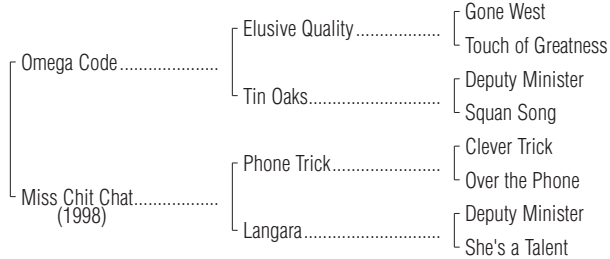 Gone West
Elusive Quality....................
Touch of Greatness
Omega Code.....................
Deputy Minister
Tin Oaks................................
Squan Song
Clever Trick
Phone Trick..........................
Over the Phone
Miss Chit Chat..................
(1998)
Deputy Minister
Langara.................................
She's a Talent